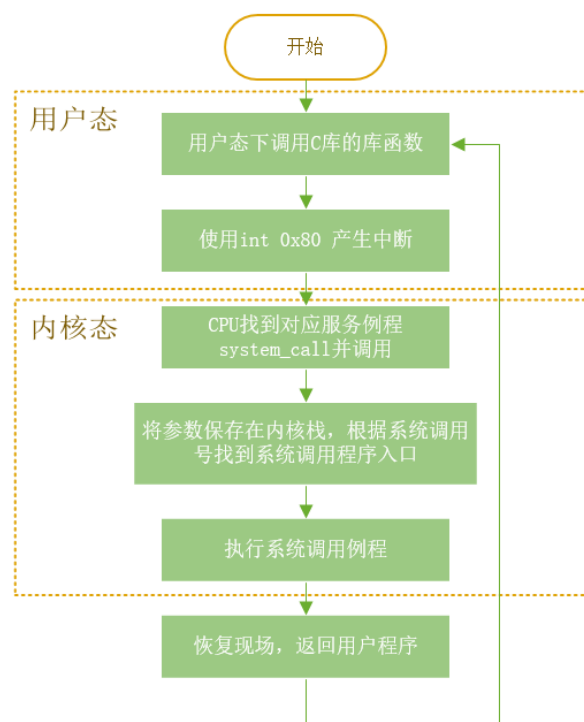 开始
用户态
用户态下调用C库的库函数
使用int 0x80 产生中断
内核态
CPU找到对应服务例程
system_call并调用
将参数保存在内核栈，根据系统调用
号找到系统调用程序入口
执行系统调用例程
恢复现场，返回用户程序